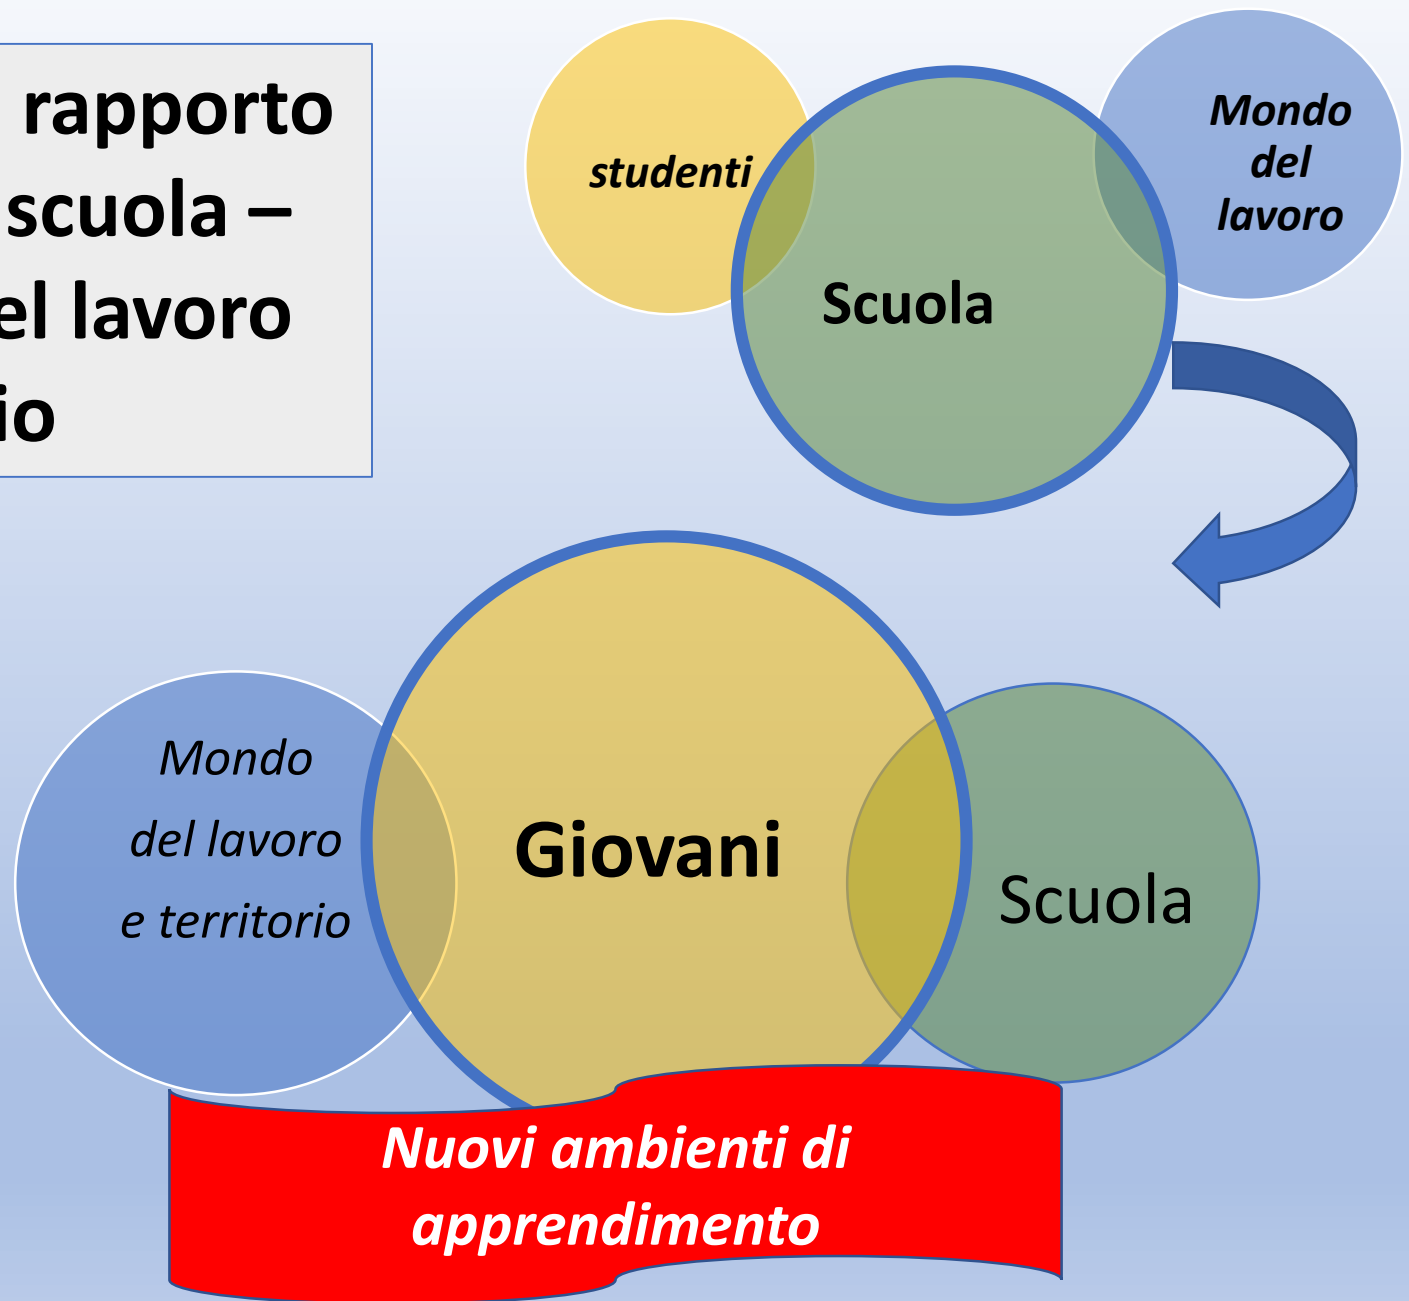 rapporto
scuola –
el lavoro
io
studenti
Mondo
del
lavoro
Scuola
Mondo
del lavoro
e territorio
Giovani
Scuola
Nuovi ambienti di
apprendimento